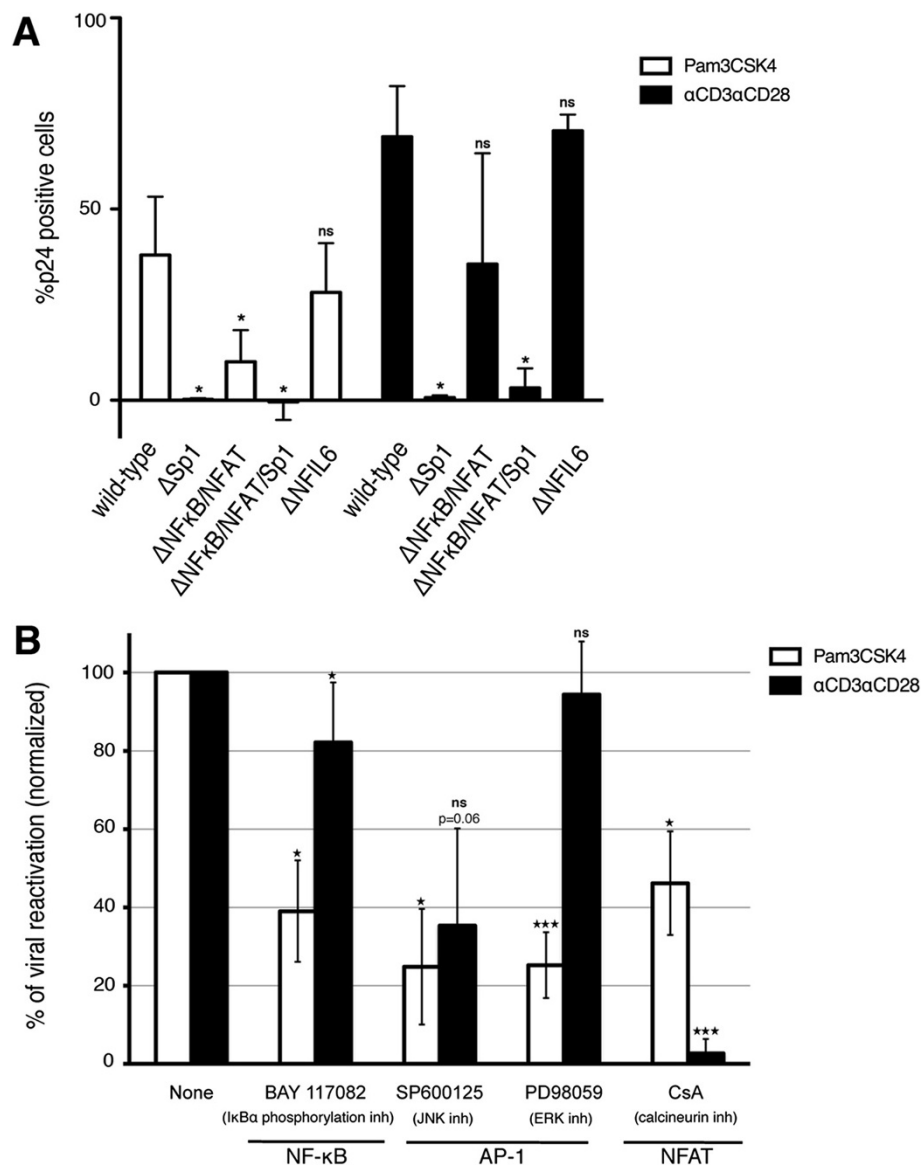 A
100
50
0
%p24 positive cells
Pam3CSK4
αCD3αCD28
*
*
*
ns
*
ns
*
ns
wild-type
ΔSp1
ΔNFκB/NFAT
ΔNFκB/NFAT/Sp1
ΔNFIL6
wild-type
ΔSp1
ΔNFκB/NFAT
ΔNFκB/NFAT/Sp1
ΔNFIL6
B
100
80
60
40
20
0
% of viral reactivation (normalized)
Pam3CSK4
αCD3αCD28
★
★
★
ns
p=0.06
★★★
ns
★
★★★
None
BAY 117082
(IκBα phosphorylation inh)
SP600125
(JNK inh)
PD98059
(ERK inh)
CsA
(calcineurin inh)
NF-κB
AP-1
NFAT